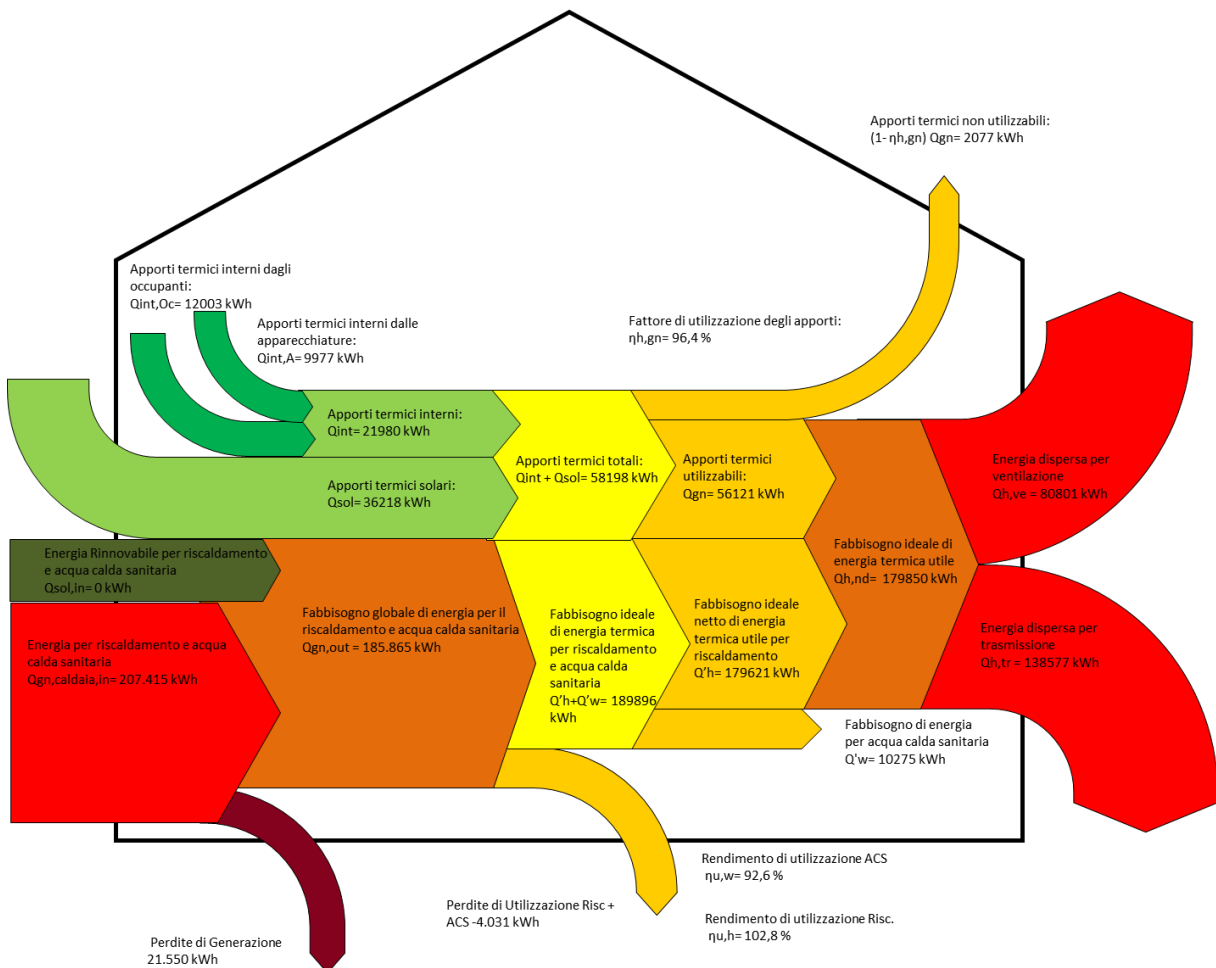 Apporti termici non utilizzabili:
(1- ηh,gn) Qgn= 2077 kWh
Apporti termici interni dagli
occupanti:
Qint,Oc= 12003 kWh
Apporti termici interni dalle
apparecchiature:
Qint,A= 9977 kWh
Fattore di utilizzazione degli apporti:
ηh,gn= 96,4 %
Apporti termici interni:
Qint= 21980 kWh
Apporti termici solari:
Qsol= 36218 kWh
Apporti termici totali:
Qint + Qsol= 58198 kWh
Apporti termici
utilizzabili:
Qgn= 56121 kWh
Energia dispersa per
ventilazione
Qh,ve = 80801 kWh
Energia Rinnovabile per riscaldamento
e acqua calda sanitaria
Qsol,in= 0 kWh
Fabbisogno ideale di
energia termica utile
Qh,nd=  179850 kWh
Fabbisogno globale di energia per il
riscaldamento e acqua calda sanitaria
Qgn,out = 185.865 kWh
Fabbisogno ideale
di energia termica
per riscaldamento
e acqua calda
sanitaria
Q’h+Q’w= 189896
kWh
Fabbisogno ideale
netto di energia
termica utile per
riscaldamento
Q’h= 179621 kWh
Energia dispersa per
trasmissione
Qh,tr = 138577 kWh
Energia per riscaldamento e acqua
calda sanitaria
Qgn,caldaia,in= 207.415 kWh
Fabbisogno di energia
per acqua calda sanitaria
Q'w= 10275 kWh
Rendimento di utilizzazione ACS
ηu,w= 92,6 %
Perdite di Utilizzazione Risc +
ACS -4.031 kWh
Rendimento di utilizzazione Risc.
ηu,h= 102,8 %
Perdite di Generazione
21.550 kWh